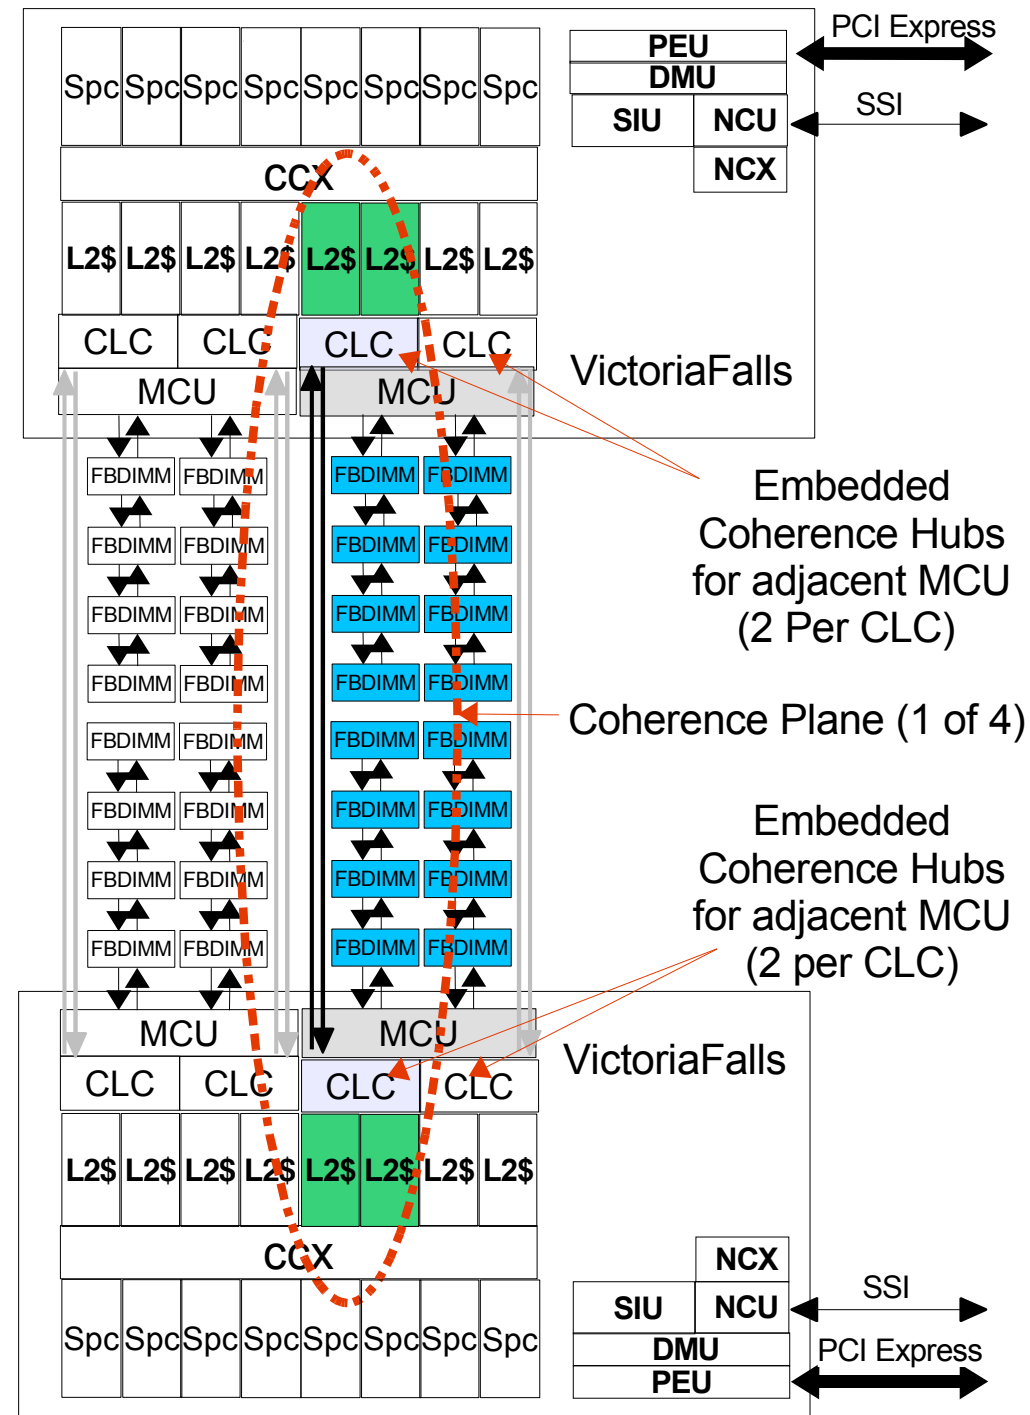 PCI Express
PEU
DMU
Spc Spc Spc Spc Spc Spc Spc Spc
SIU NCU
SSI
NCX
CCX
L2$ L2$ L2$ L2$ L2$ L2$ L2$ L2$
CLC CLC CLC CLC
VictoriaFalls
MCU MCU
FBDIMM FBDIMM FBDIMM FBDIMM
FBDIMM FBDIMM FBDIMM FBDIMM
FBDIMM FBDIMM FBDIMM FBDIMM
FBDIMM FBDIMM FBDIMM FBDIMM
Embedded
Coherence Hubs
for adjacent MCU
(2 Per CLC)
Coherence Plane (1 of 4)
FBDIMM FBDIMM FBDIMM FBDIMM
FBDIMM FBDIMM FBDIMM FBDIMM
FBDIMM FBDIMM FBDIMM FBDIMM
FBDIMM FBDIMM FBDIMM FBDIMM
Embedded
Coherence Hubs
for adjacent MCU
(2 per CLC)
MCU MCU
VictoriaFalls
CLC CLC CLC CLC
L2$ L2$ L2$ L2$ L2$ L2$ L2$ L2$
CCX
NCX
SSI
SIU NCU
Spc Spc Spc Spc Spc Spc Spc Spc
DMU
PCI Express
PEU